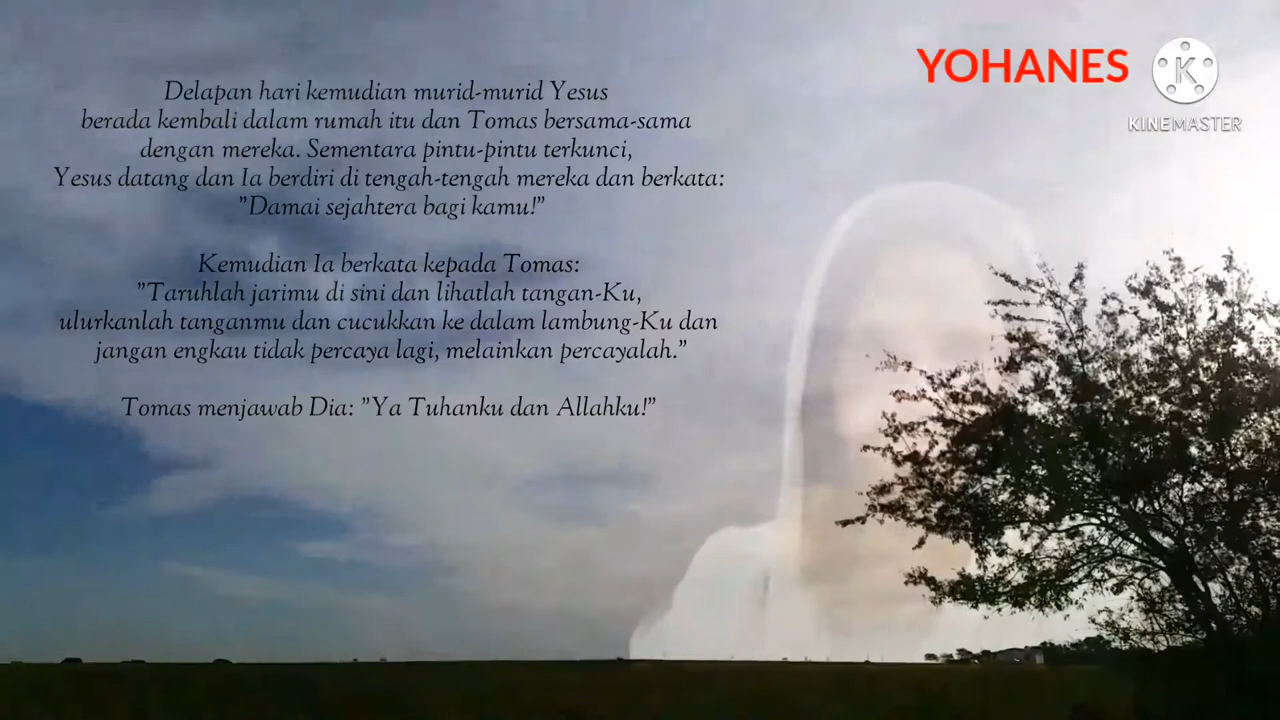 YOHANES
KINEMASTER
Delapan hari kemudian murid-murid Yesus
berada kembali dalam rumah itu dan Tomas bersama-sama
dengan mereka. Sementara pintu-pintu terkunci,
Yesus datang dan Ia berdiri di tengah-tengah mereka dan berkata:
"Damai sejahtera bagi kamu!"
Kemudian Ia berkata kepada Tomas:
"Taruhlah jarimu di sini dan lihatlah tangan-Ku,
ulurkanlah tanganmu dan cucukkan ke dalam lambung-Ku dan
jangan engkau tidak percaya lagi, melainkan percayalah."
Tomas menjawab Dia: "Ya Tuhanku dan Allahku!"